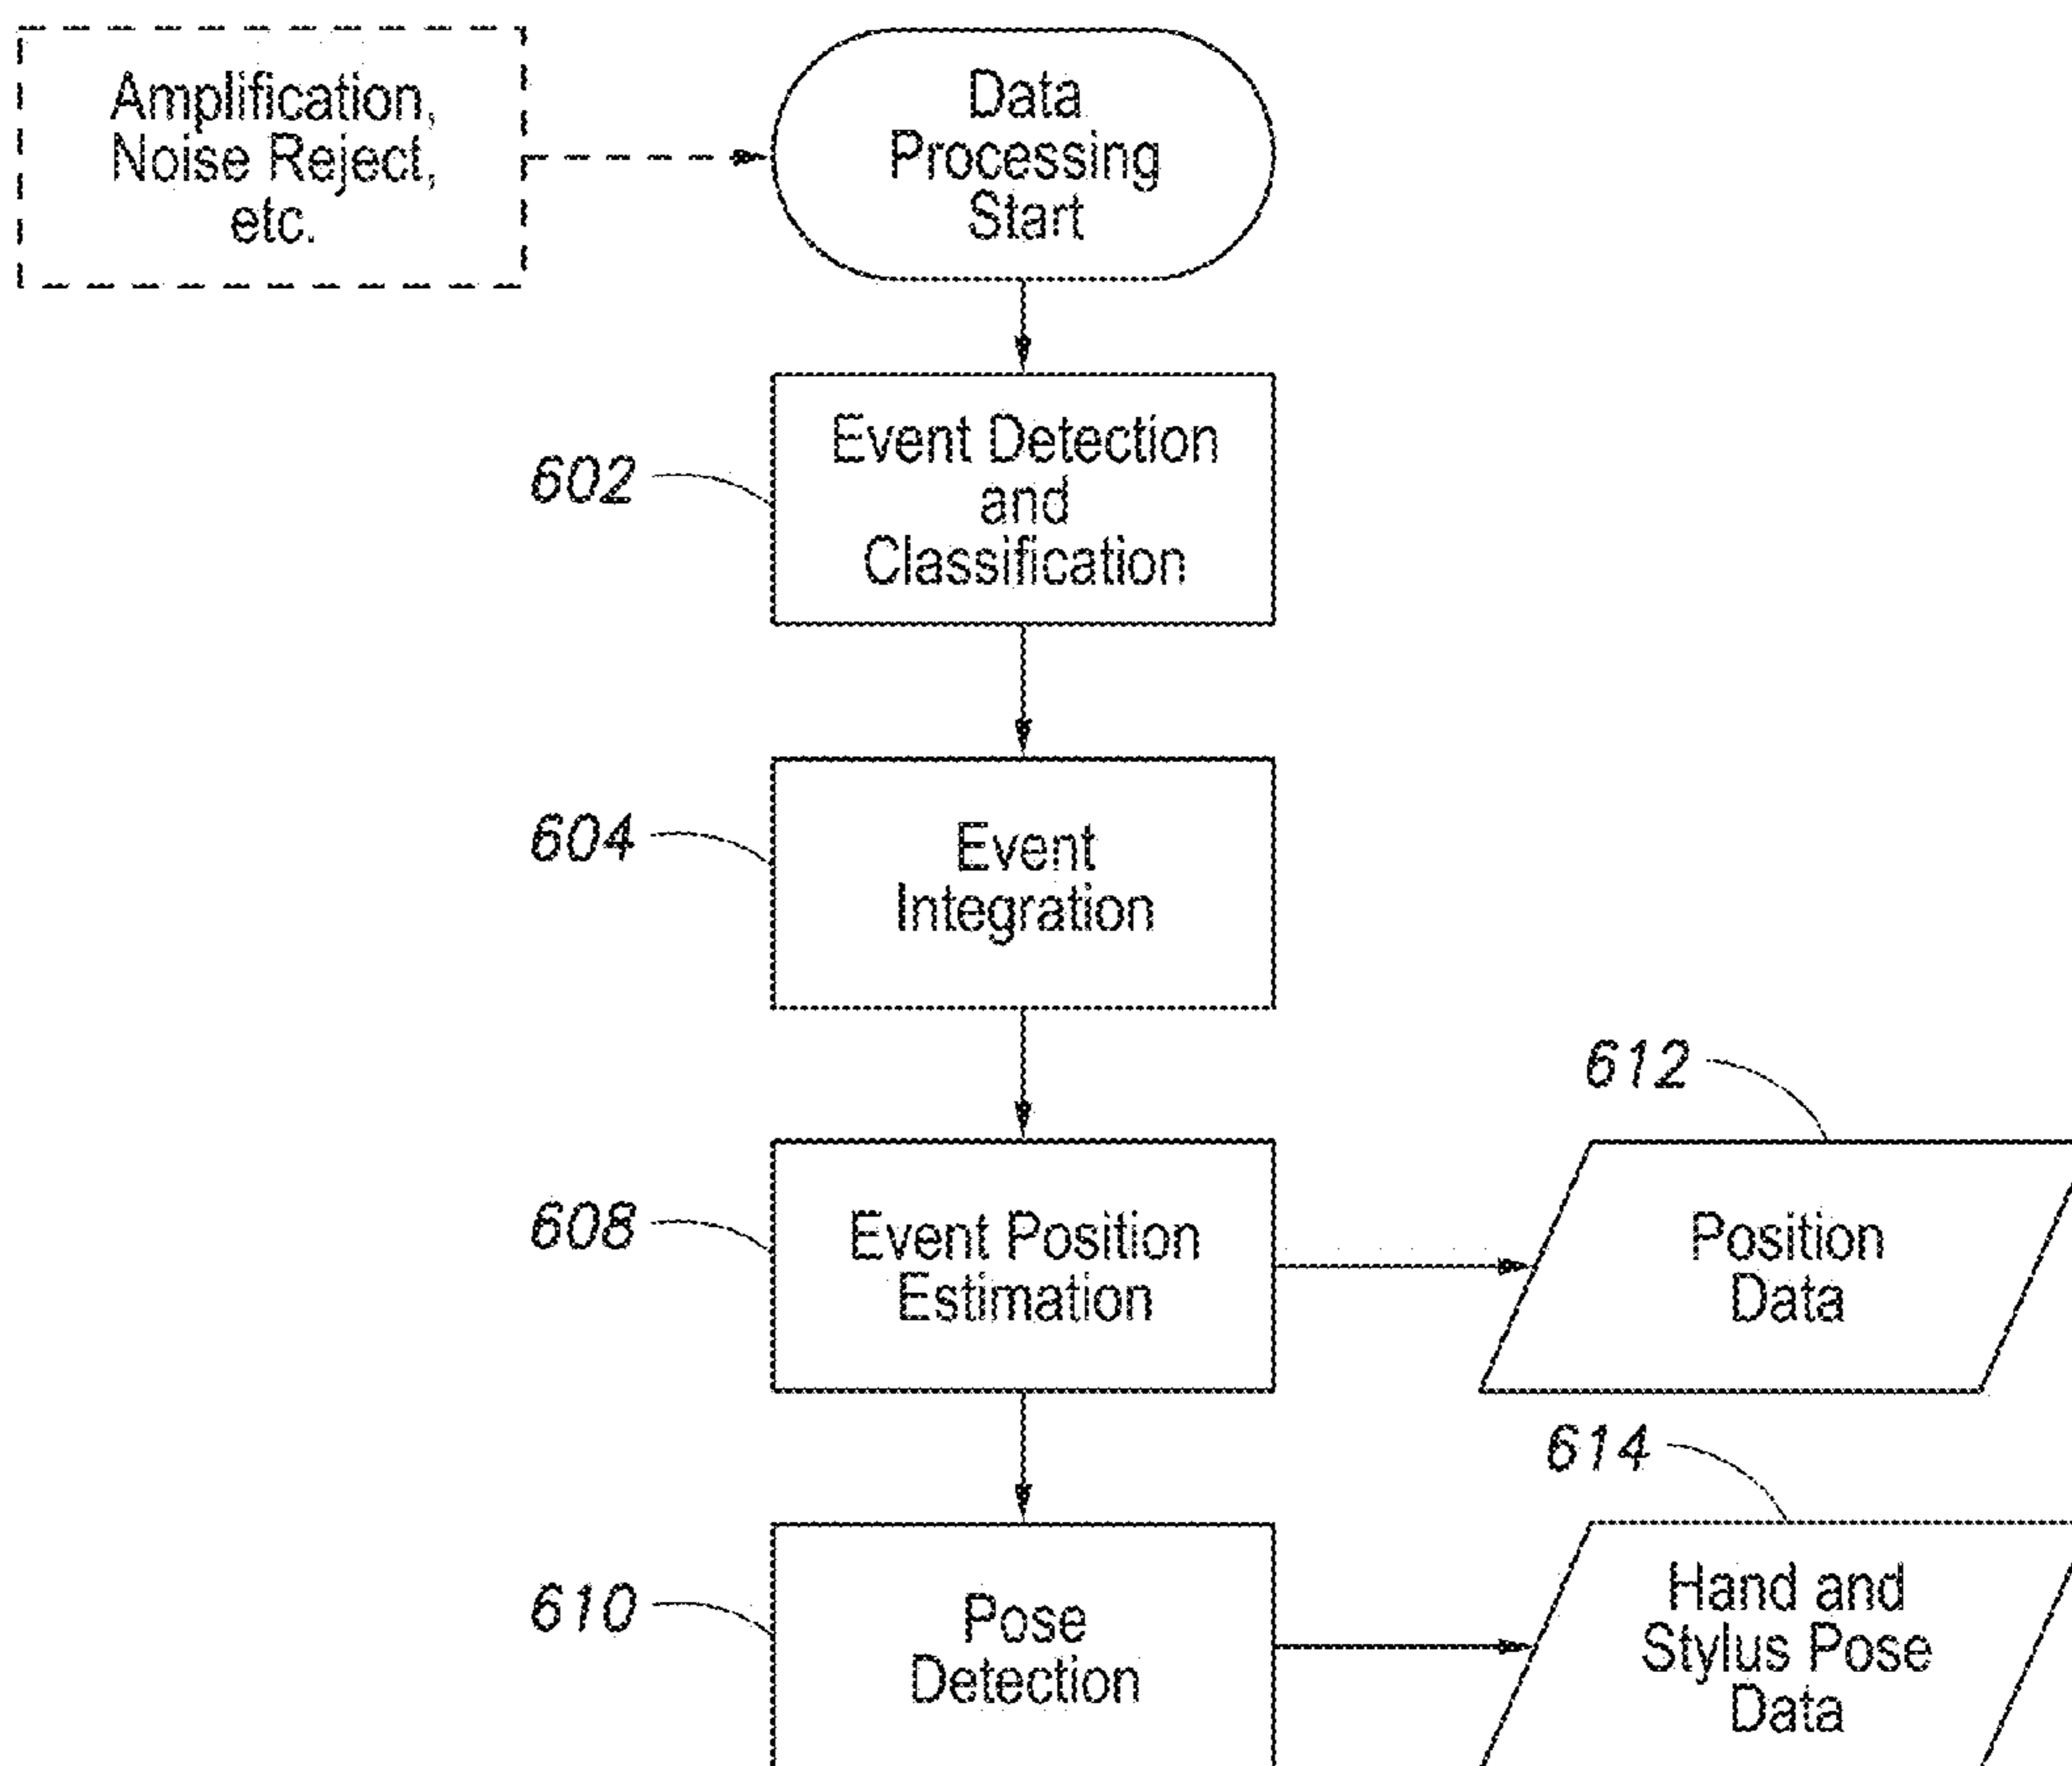 Amplification,
Noise Reject,
etc.
Data
Processing
Start
602
Event Detection
and
Classification
604
Event
Integration
612
608
Event Position
Estimation
Position
Data
614
610
Pose
Detection
Hand and
Stylus Pose
Data